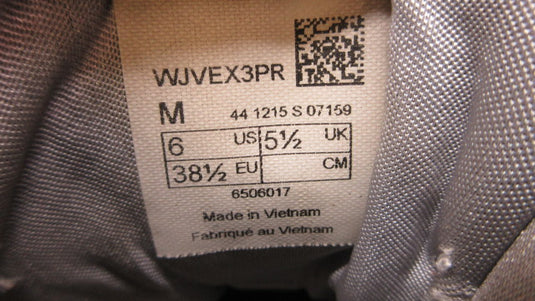 WJVEX3PR
M 44 1215 S 07159
6 US 5½ UK
38½ EU CM
6506017
Made in Vietnam
Fabriqué au Vietnam